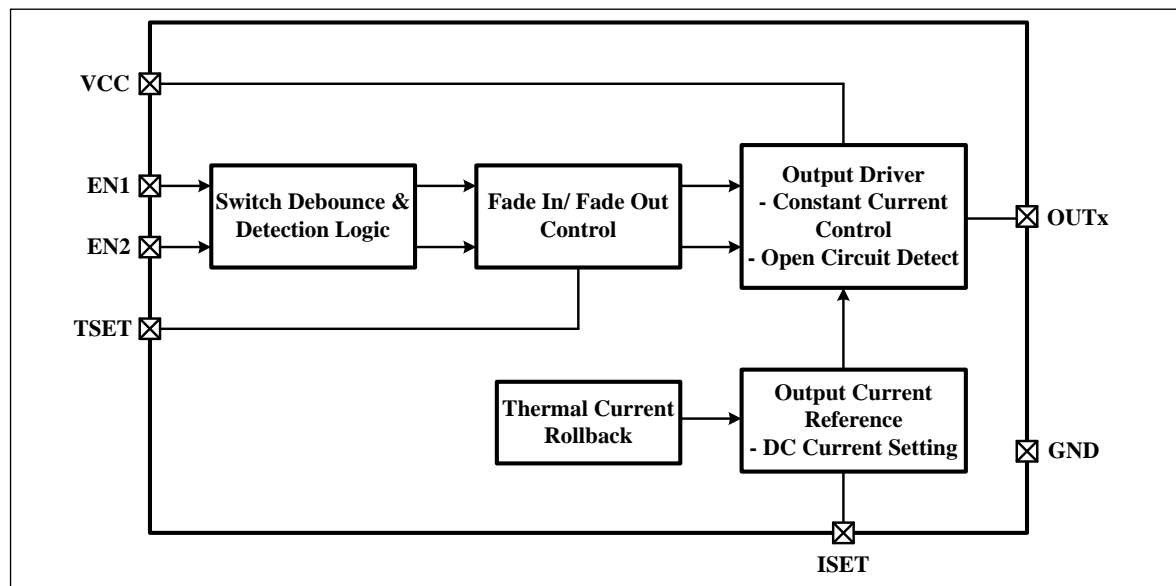 VCC
EN1
EN2
TSET
Switch Debounce &
Detection Logic
Fade In/ Fade Out
Control
Output Driver
- Constant Current
Control
- Open Circuit Detect
OUTx
Thermal Current
Rollback
Output Current
Reference
- DC Current Setting
GND
ISET